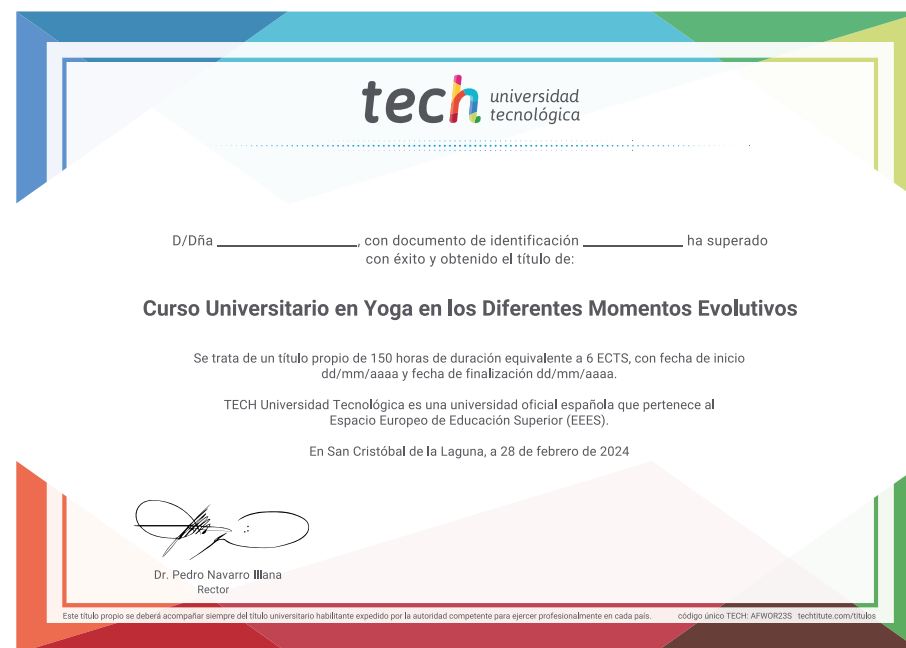 tech universidad
tecnológica
D/Dña ____________________, con documento de identificación ______________ ha superado
con éxito y obtenido el título de:
Curso Universitario en Yoga en los Diferentes Momentos Evolutivos
Se trata de un título propio de 150 horas de duración equivalente a 6 ECTS, con fecha de inicio
dd/mm/aaaa y fecha de finalización dd/mm/aaaa.
TECH Universidad Tecnológica es una universidad oficial española que pertenece al
Espacio Europeo de Educación Superior (EEES).
En San Cristóbal de la Laguna, a 28 de febrero de 2024
Dr. Pedro Navarro Illana
Rector
Este título propio se deberá acompañar siempre del título universitario habilitante expedido por la autoridad competente para ejercer profesionalmente en cada país. código único TECH: AFWOR23S techtitute.com/titulos